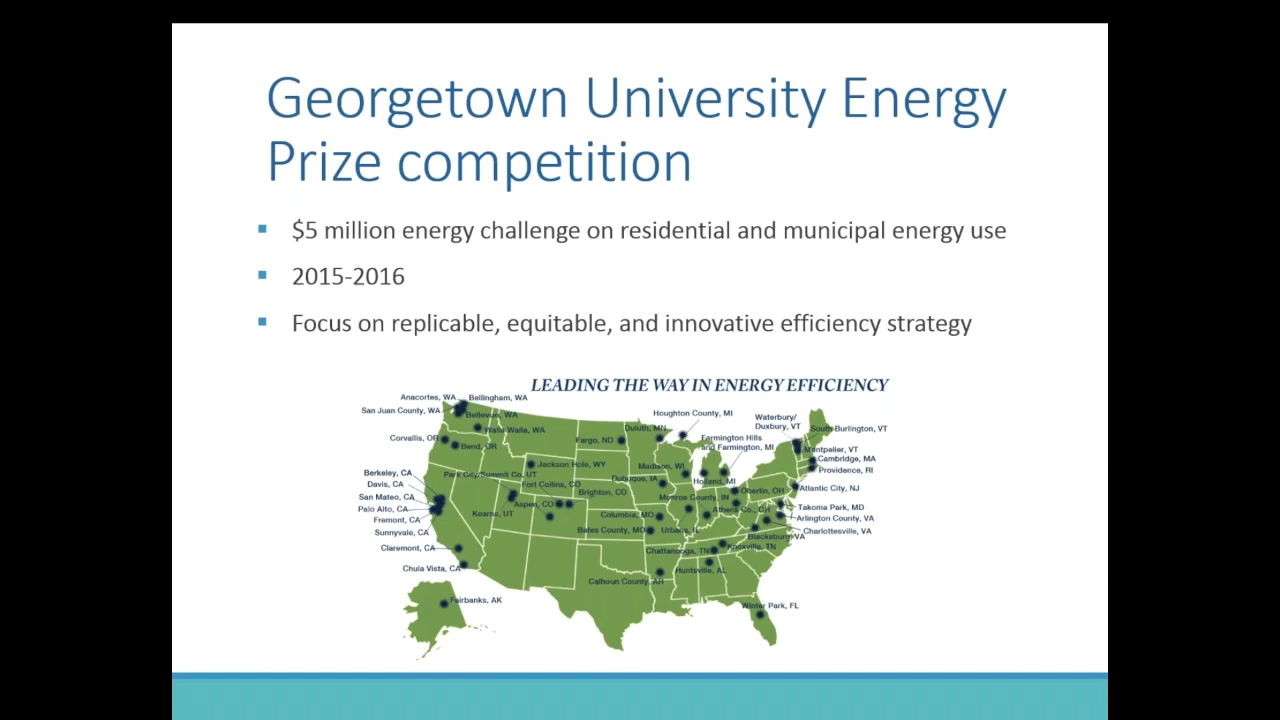 Georgetown University Energy
Prize competition
$5 million energy challenge on residential and municipal energy use
2015-2016
Focus on replicable, equitable, and innovative efficiency strategy
LEADING THE WAY IN ENERGY EFFICIENCY
Anacortes, WA
Bellingham, WA
San Juan County, WA
Bellevue, WA
Walla Walla, WA
Corvallis, OR
Bend, OR
Fargo, ND
Duluth, MN
Houghton County, MI
Farmington Hills
and Farmington, MI
Waterbury/
Duxbury, VT
South Burlington, VT
Montpelier, VT
Cambridge, MA
Providence, RI
Jackson Hole, WY
Madison, WI
Berkeley, CA
Park City/Summit Co, UT
Dubuque, IA
Holland, MI
Davis, CA
Fort Collins, CO
Brighton, CO
Oberlin, OH
Atlantic City, NJ
San Mateo, CA
Aspen, CO
Monroe County, IN
Palo Alto, CA
Kearns, UT
Columbia, MO
Athens Co., OH
Takoma Park, MD
Fremont, CA
Arlington County, VA
Sunnyvale, CA
Bates County, MO
Urbana, IL
Charlottesville, VA
Blacksburg, VA
Claremont, CA
Chattanooga, TN
Knoxville, TN
Chula Vista, CA
Huntsville, AL
Calhoun County, AR
Fairbanks, AK
Winter Park, FL